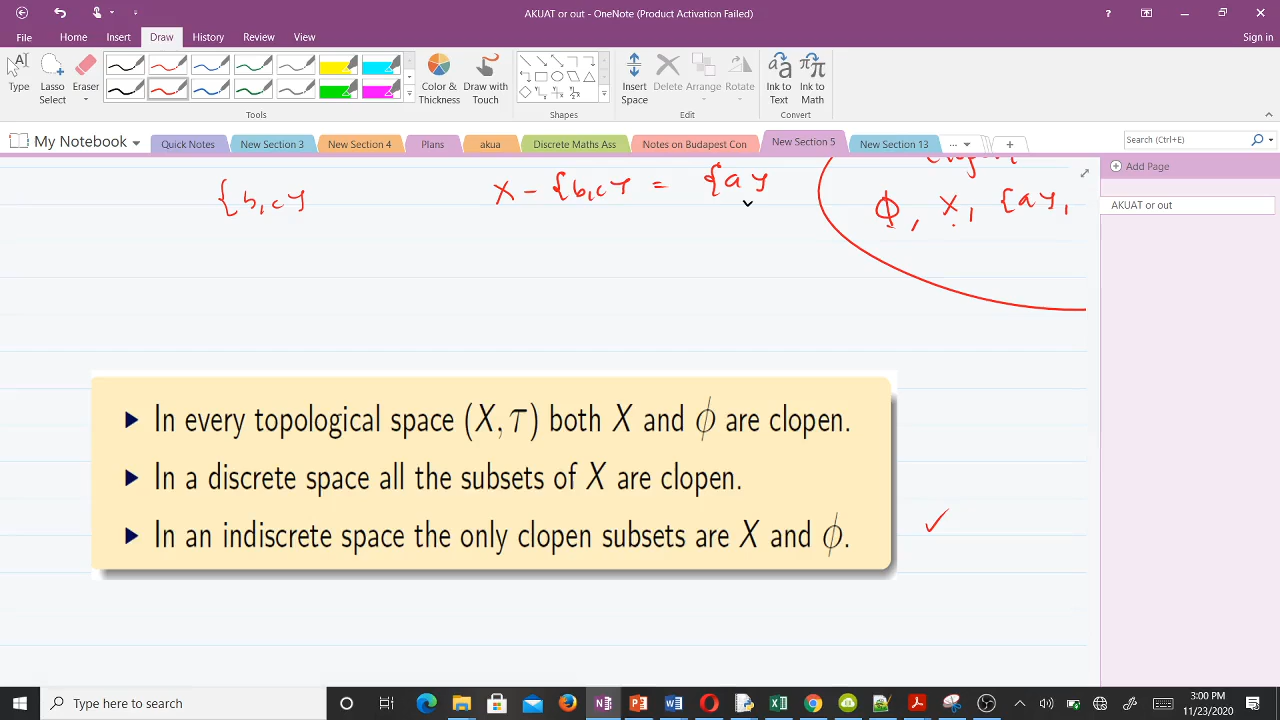 AKUAT or out - OneNote (Product Activation Failed)
File Home Insert Draw History Review View
Sign in
Type
Lasso Select
Eraser
Color & Thickness
Draw with Touch
Insert Space
Delete
Arrange
Rotate
Ink to Text
Ink to Math
Tools Shapes Edit Convert
My Notebook Quick Notes New Section 3 New Section 4 Plans akua Discrete Maths Ass Notes on Budapest Con New Section 5 New Section 13 ... Search (Ctrl+E)
Add Page
AKUAT or out
{b,c} X - {b,c} = {a}
Φ, X, {a},
In every topological space (X, τ) both X and ϕ are clopen.
In a discrete space all the subsets of X are clopen.
In an indiscrete space the only clopen subsets are X and ϕ.
Type here to search
3:00 PM
11/23/2020